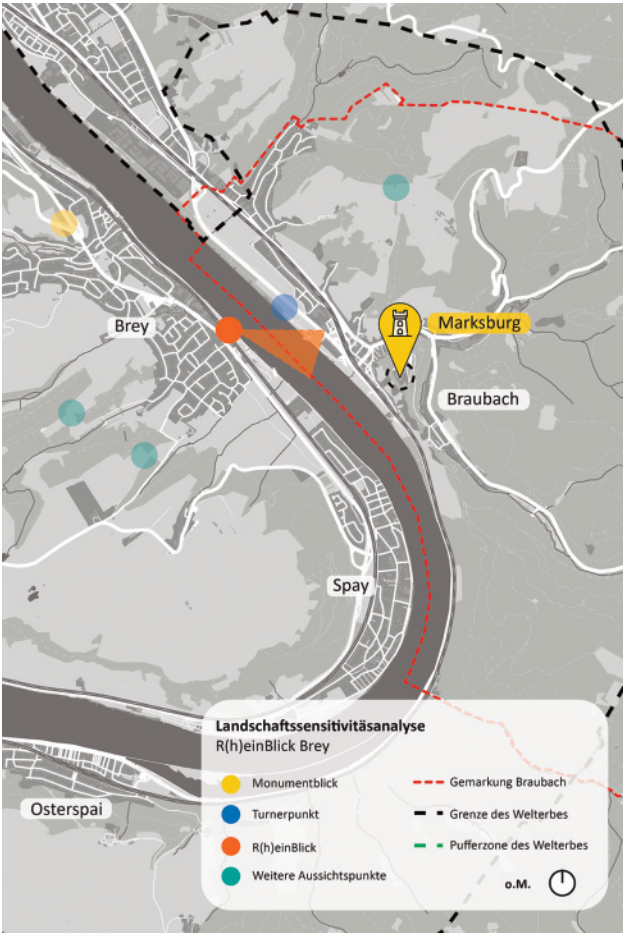 Brey
Marksburg
Braubach
Spay
Osterspai
Landschaftssensitivitäsanalyse
R(h)einBlick Brey
Monumentblick
Turnerpunkt
R(h)einBlick
Weitere Aussichtspunkte
Gemarkung Braubach
Grenze des Welterbes
Pufferzone des Welterbes
o.M.